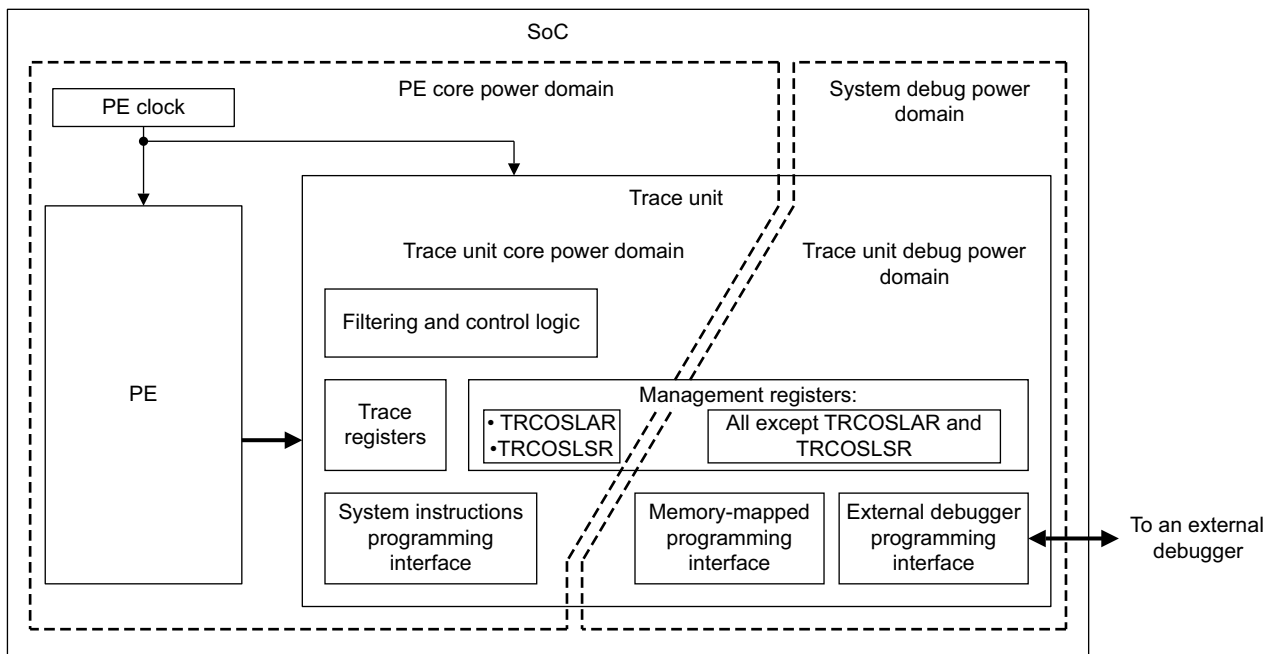 SoC
PE core power domain
System debug power
domain
PE clock
Trace unit
Trace unit core power domain
Trace unit debug power
domain
Filtering and control logic
PE
Trace
registers
Management registers:
• TRCOSLAR
•TRCOSLSR
All except TRCOSLAR and
TRCOSLSR
System instructions
programming
interface
Memory-mapped
programming
interface
External debugger
programming
interface
To an external
debugger